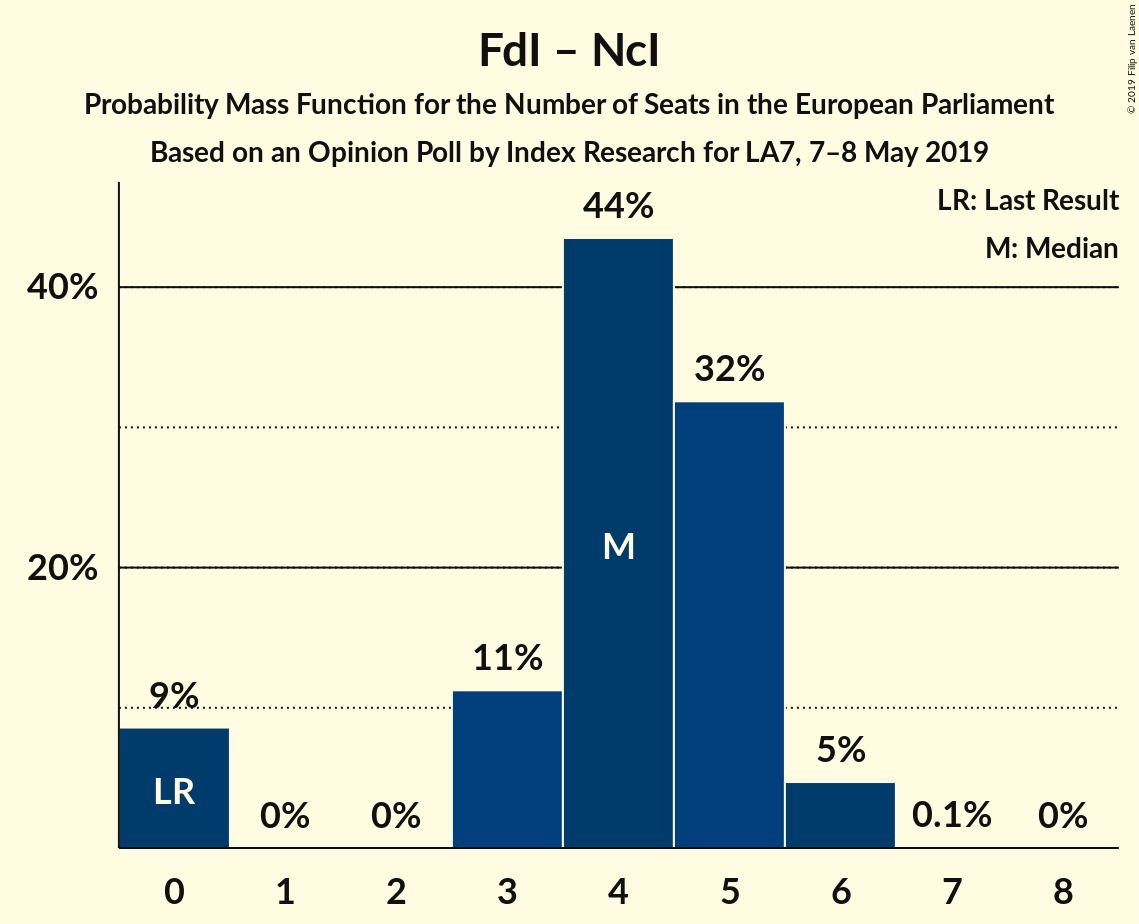 FdI – NcI
Probability Mass Function for the Number of Seats in the European Parliament
Based on an Opinion Poll by Index Research for LA7, 7–8 May 2019
© 2019 Filip van Laenen
LR: Last Result
M: Median
44%
40%
32%
M
20%
11%
9%
5%
LR
0%
0%
0.1%
0%
0 1 2 3 4 5 6 7 8